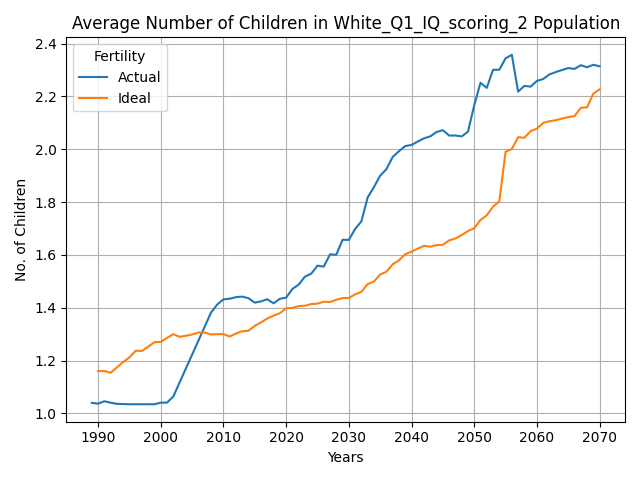 Average Number of Children in White_Q1_IQ_scoring_2 Population
Fertility
Actual
Ideal
No. of Children
2.4
2.2
2.0
1.8
1.6
1.4
1.2
1.0
1990 2000 2010 2020 2030 2040 2050 2060 2070
Years